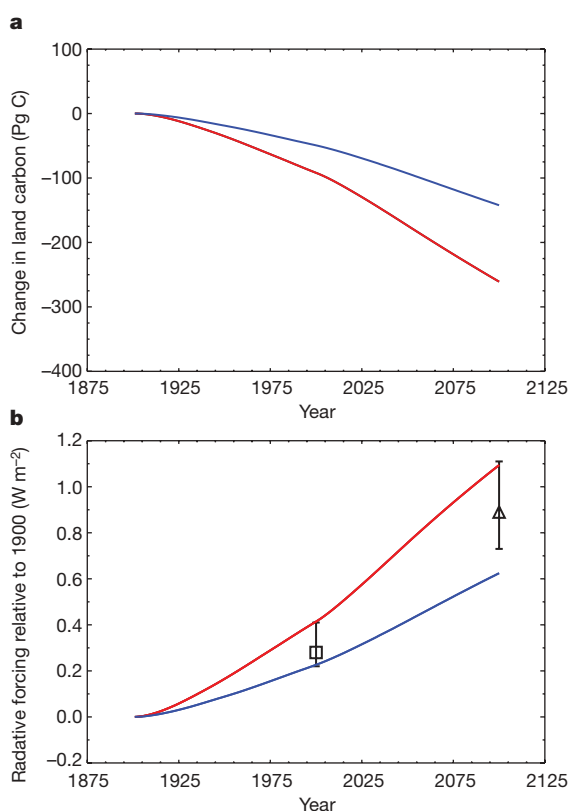 a
Change in land carbon (Pg C)
100
0
–100
–200
–300
–400
1875 1925 1975 2025 2075 2125
Year
b
Radative forcing relative to 1900 (W m–2)
1.2
1.0
0.8
0.6
0.4
0.2
0.0
–0.2
1875 1925 1975 2025 2075 2125
Year